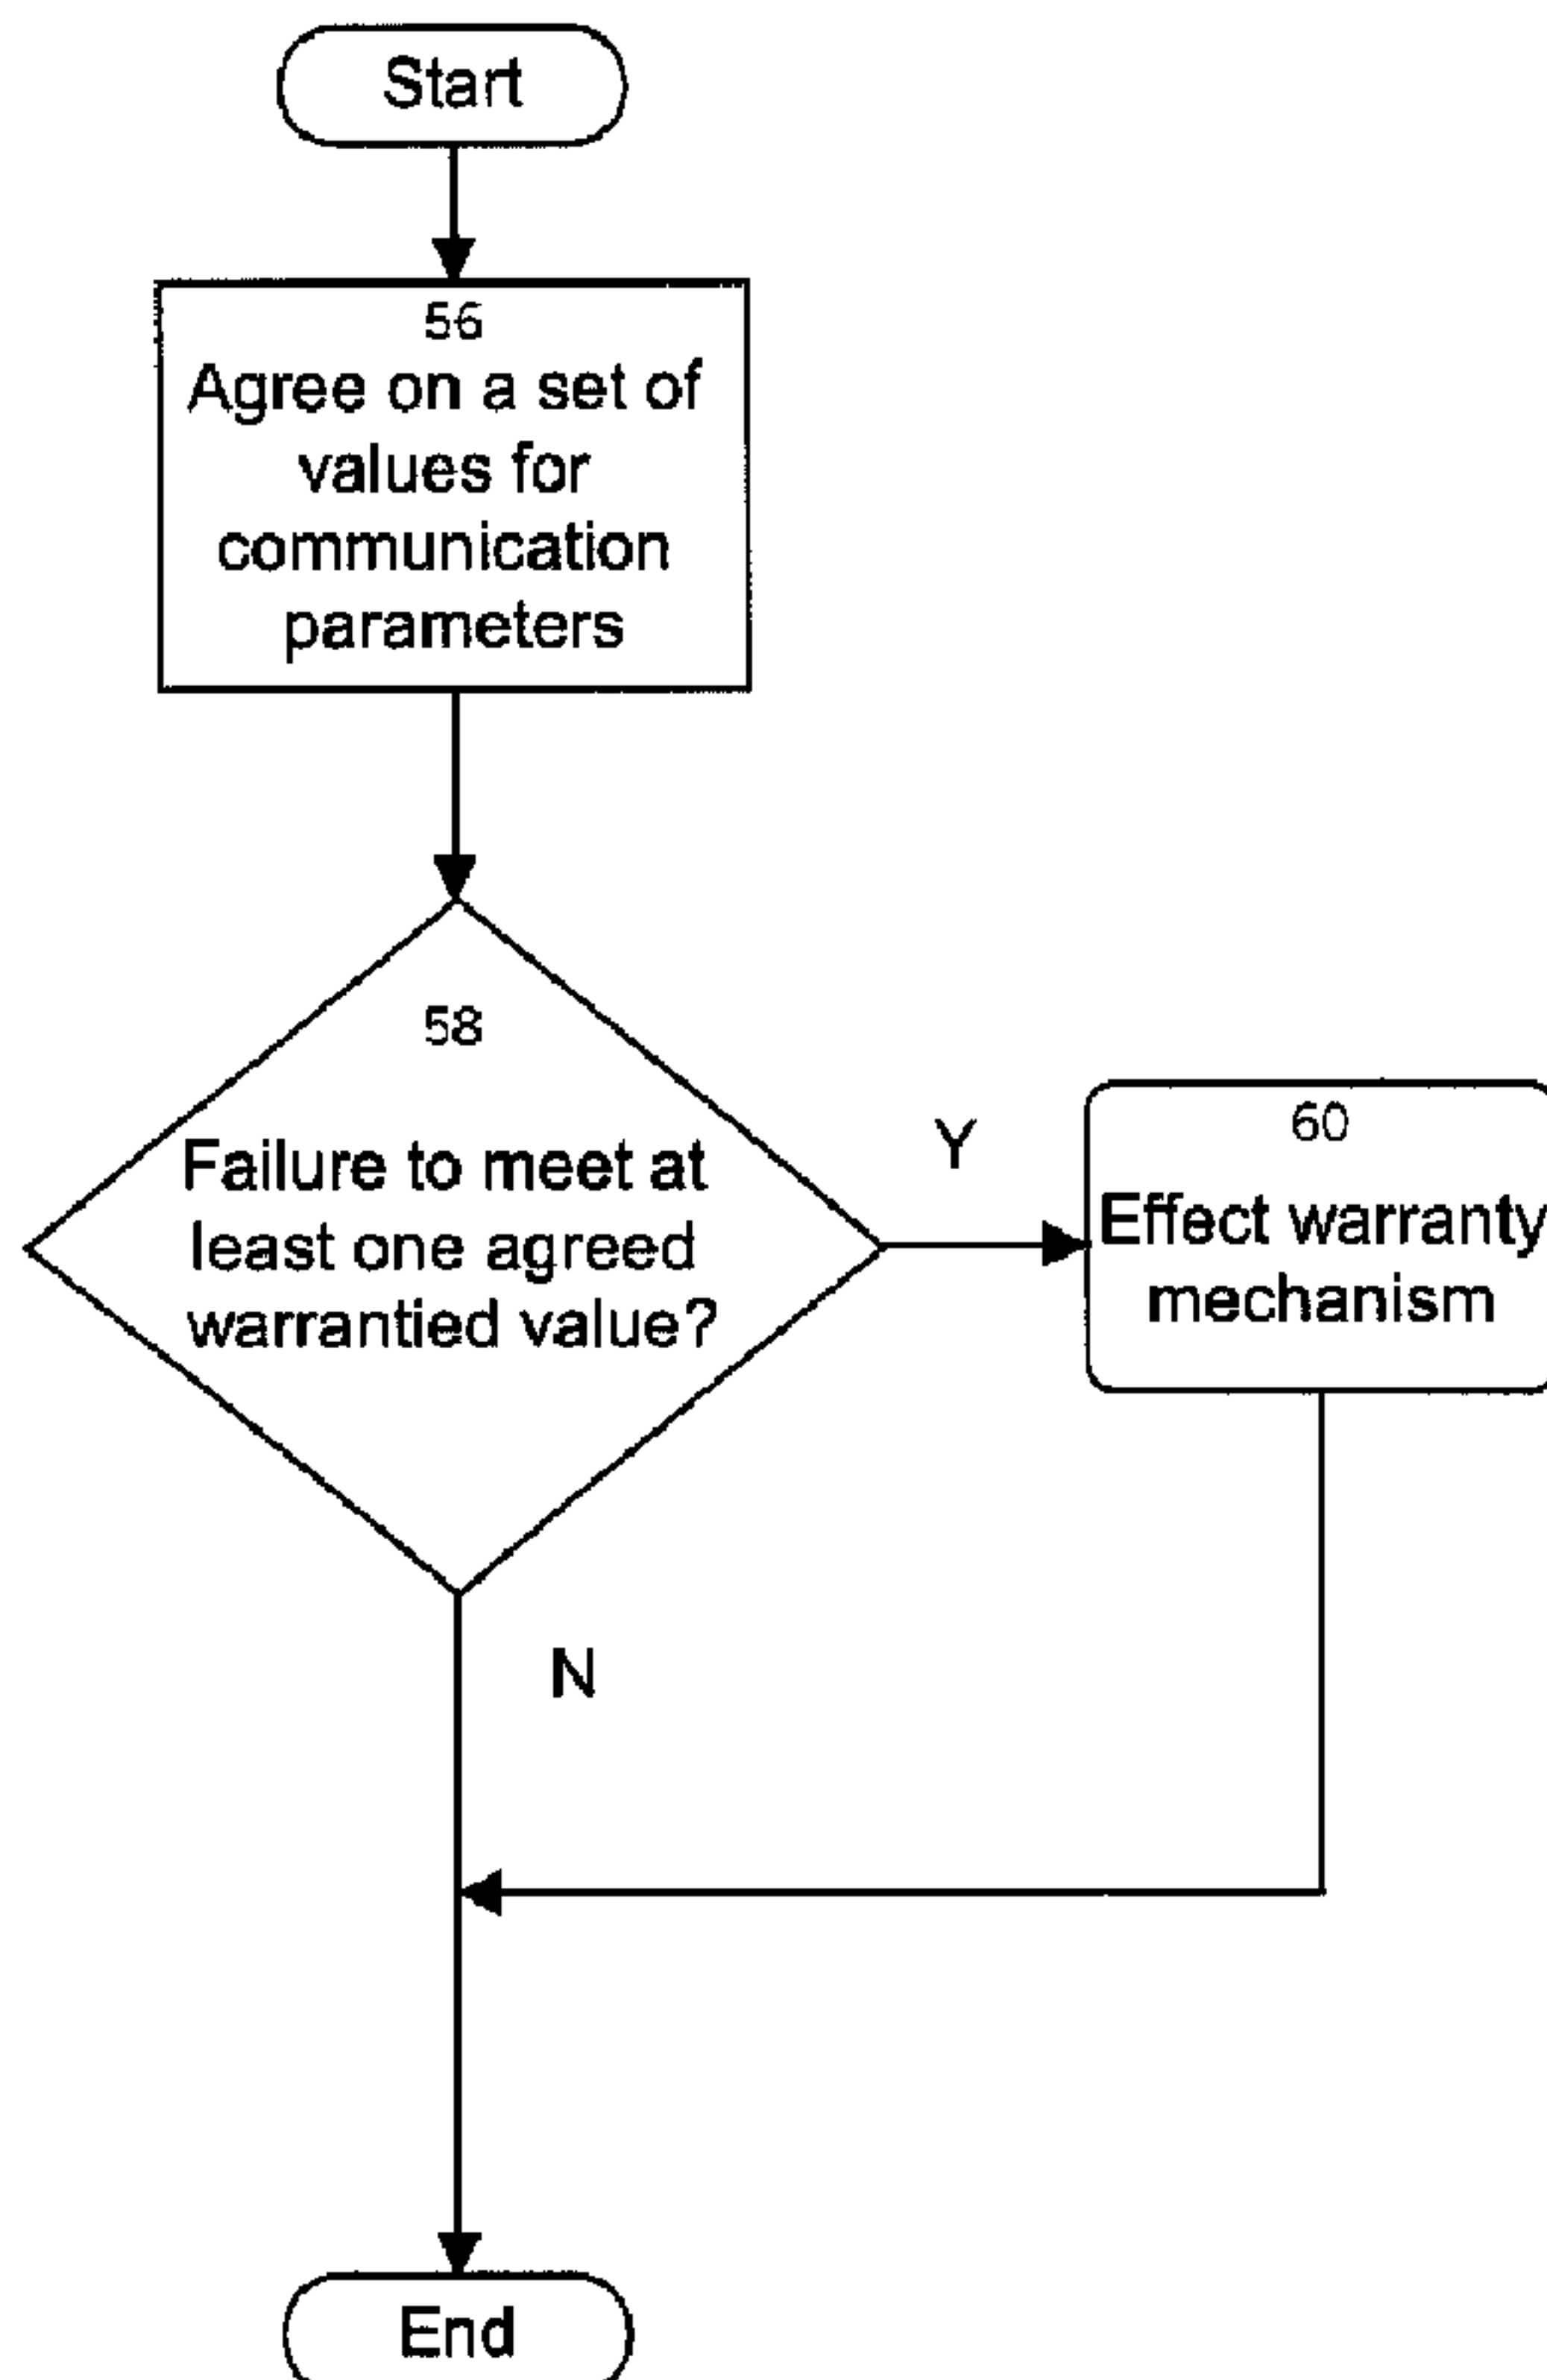 Start
56
Agree on a set of
values for
communication
parameters
58
Failure to meet at
least one agreed
warrantied value?
Y
60
Effect warranty
mechanism
N
End